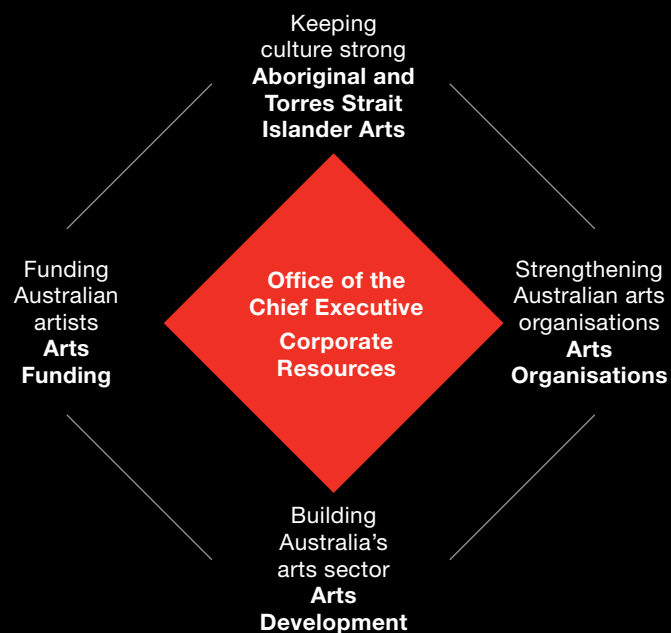 Keeping
culture strong
Aboriginal and
Torres Strait
Islander Arts
Funding
Australian
artists
Arts
Funding
Office of the
Chief Executive
Corporate
Resources
Strengthening
Australian arts
organisations
Arts
Organisations
Building
Australia’s
arts sector
Arts
Development